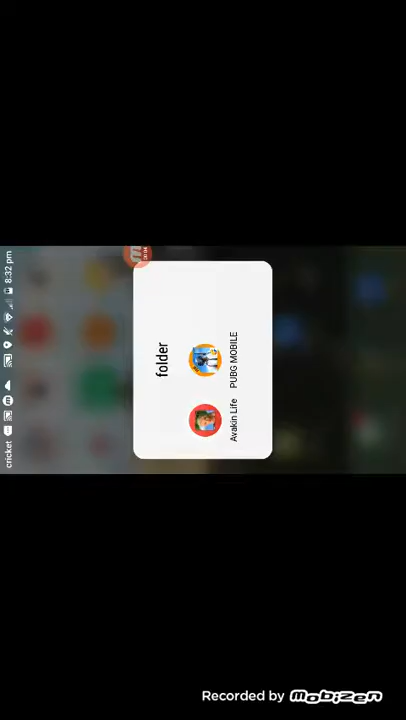 cricket
8:32 pm
folder
Avakin Life
PUBG MOBILE
Recorded by Mobizen